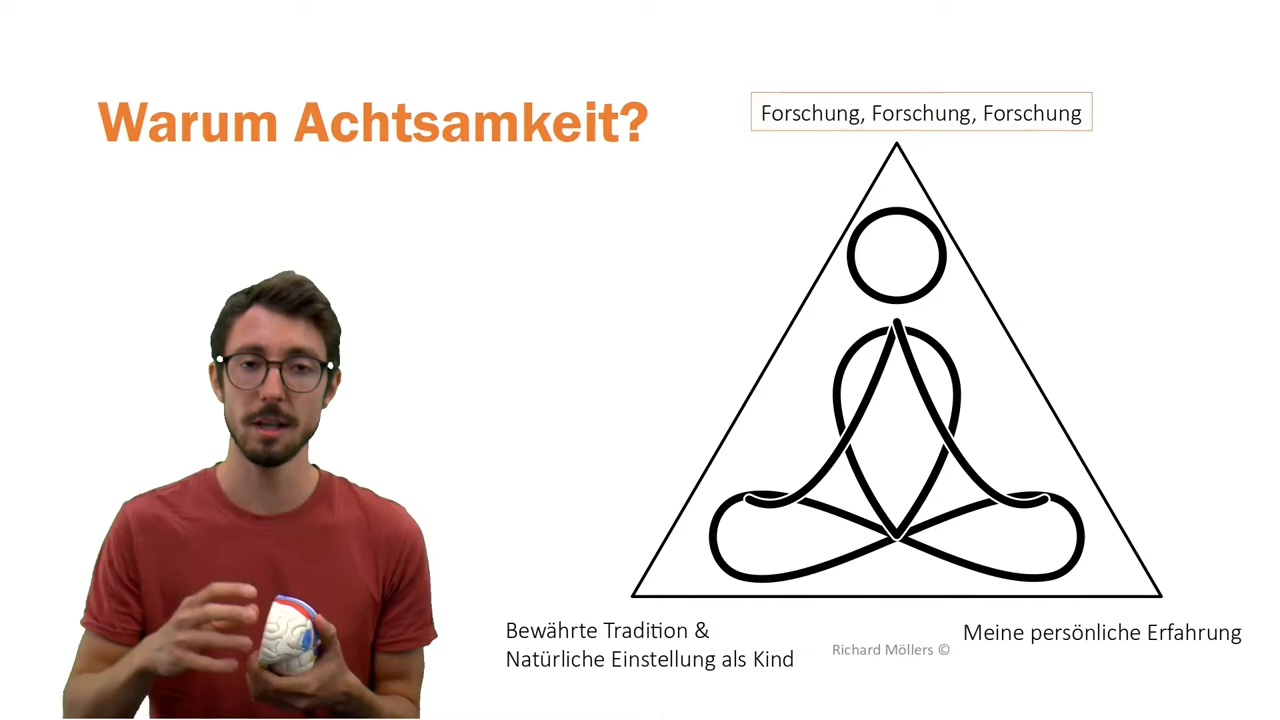 Warum Achtsamkeit?
Forschung, Forschung, Forschung
Bewährte Tradition &
Natürliche Einstellung als Kind
Richard Möllers ©
Meine persönliche Erfahrung